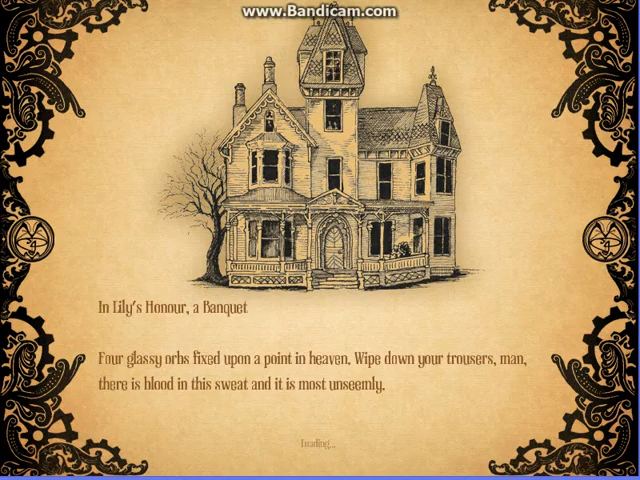 www.Bandicam.com
In Lily's Honour, a Banquet
Four glassy orbs fixed upon a point in heaven. Wipe down your trousers, man,
there is blood in this sweat and it is most unseemly.
Loading...